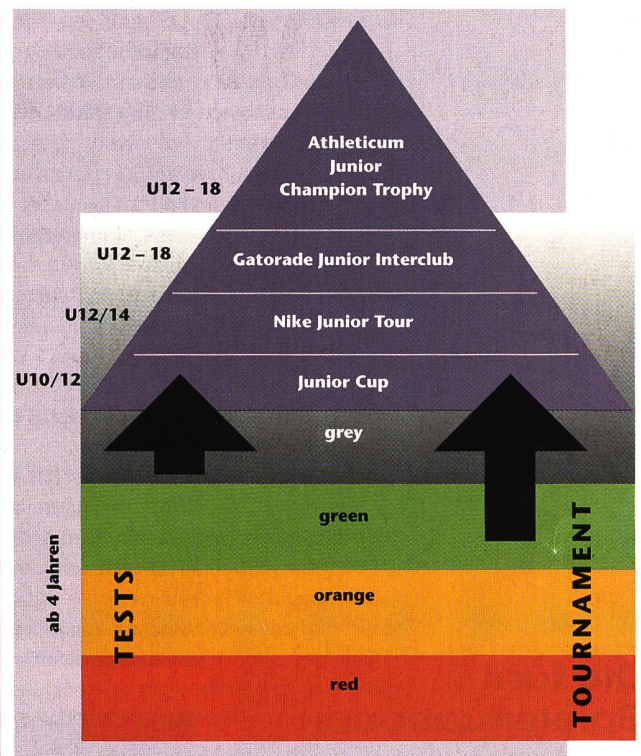 Athleticum
Junior
Champion Trophy
U12 – 18
U12 – 18
Gatorade Junior Interclub
U12/14
Nike Junior Tour
U10/12
Junior Cup
grey
green
orange
red
ab 4 Jahren
TESTS
TOURNAMENT